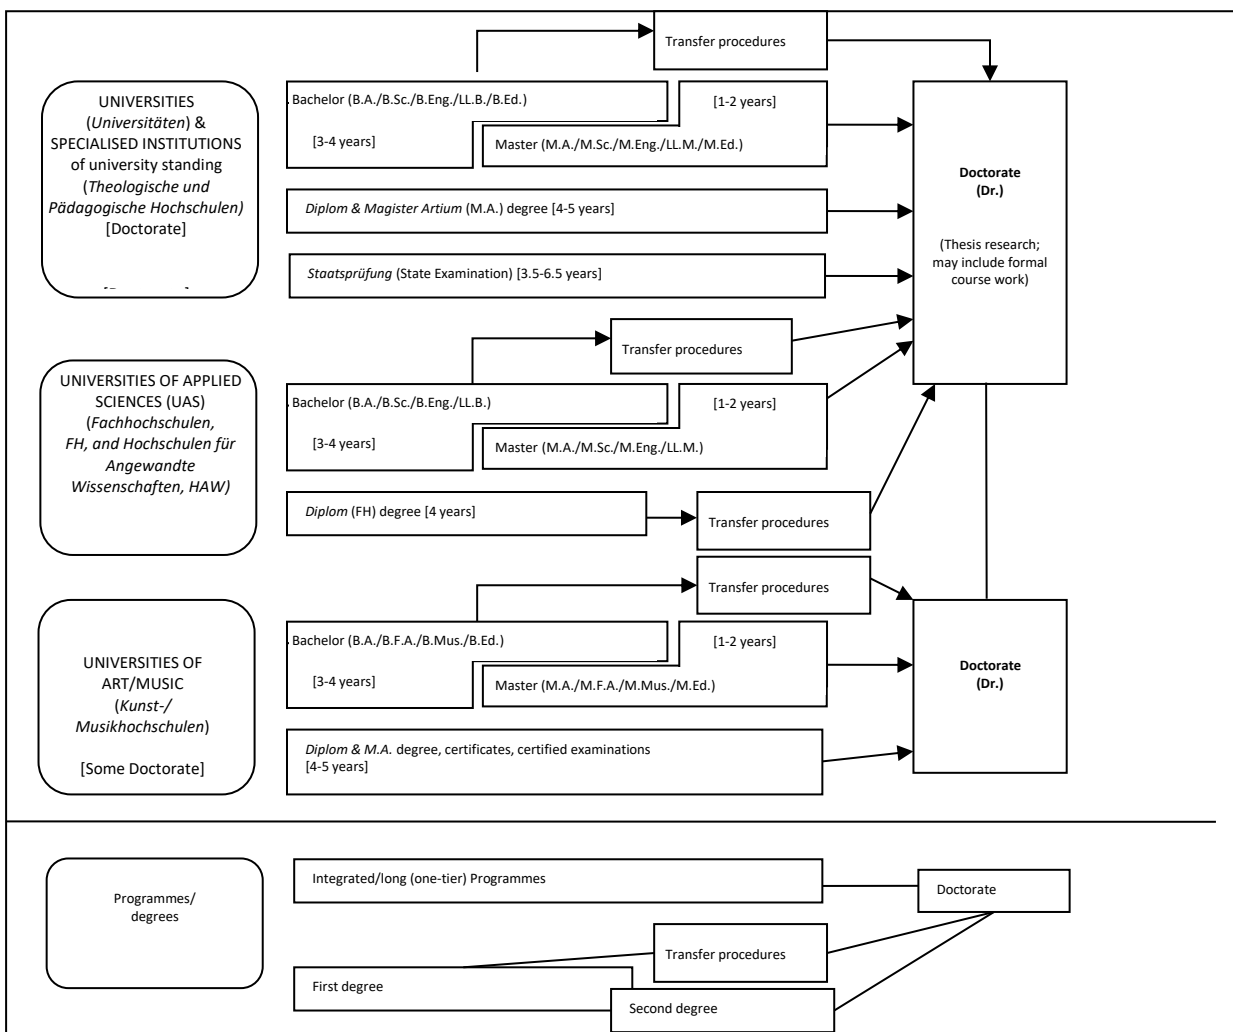 Transfer procedures
UNIVERSITIES
(Universitäten) &
SPECIALISED INSTITUTIONS
of university standing
(Theologische und
Pädagogische Hochschulen)
[Doctorate]
Bachelor (B.A./B.Sc./B.Eng./LL.B./B.Ed.)
[3-4 years]
[1-2 years]
Master (M.A./M.Sc./M.Eng./LL.M./M.Ed.)
Diplom & Magister Artium (M.A.) degree [4-5 years]
Staatsprüfung (State Examination) [3.5-6.5 years]
Doctorate
(Dr.)
(Thesis research;
may include formal
course work)
UNIVERSITIES OF APPLIED
SCIENCES (UAS)
(Fachhochschulen,
FH, and Hochschulen für
Angewandte
Wissenschaften, HAW)
Transfer procedures
Bachelor (B.A./B.Sc./B.Eng./LL.B.)
[3-4 years]
[1-2 years]
Master (M.A./M.Sc./M.Eng./LL.M.)
Diplom (FH) degree [4 years]
Transfer procedures
Transfer procedures
UNIVERSITIES OF
ART/MUSIC
(Kunst-/
Musikhochschulen)
[Some Doctorate]
Bachelor (B.A./B.F.A./B.Mus./B.Ed.)
[3-4 years]
[1-2 years]
Master (M.A./M.F.A./M.Mus./M.Ed.)
Diplom & M.A. degree, certificates, certified examinations
[4-5 years]
Doctorate
(Dr.)
Programmes/
degrees
Integrated/long (one-tier) Programmes
Doctorate
Transfer procedures
First degree
Second degree